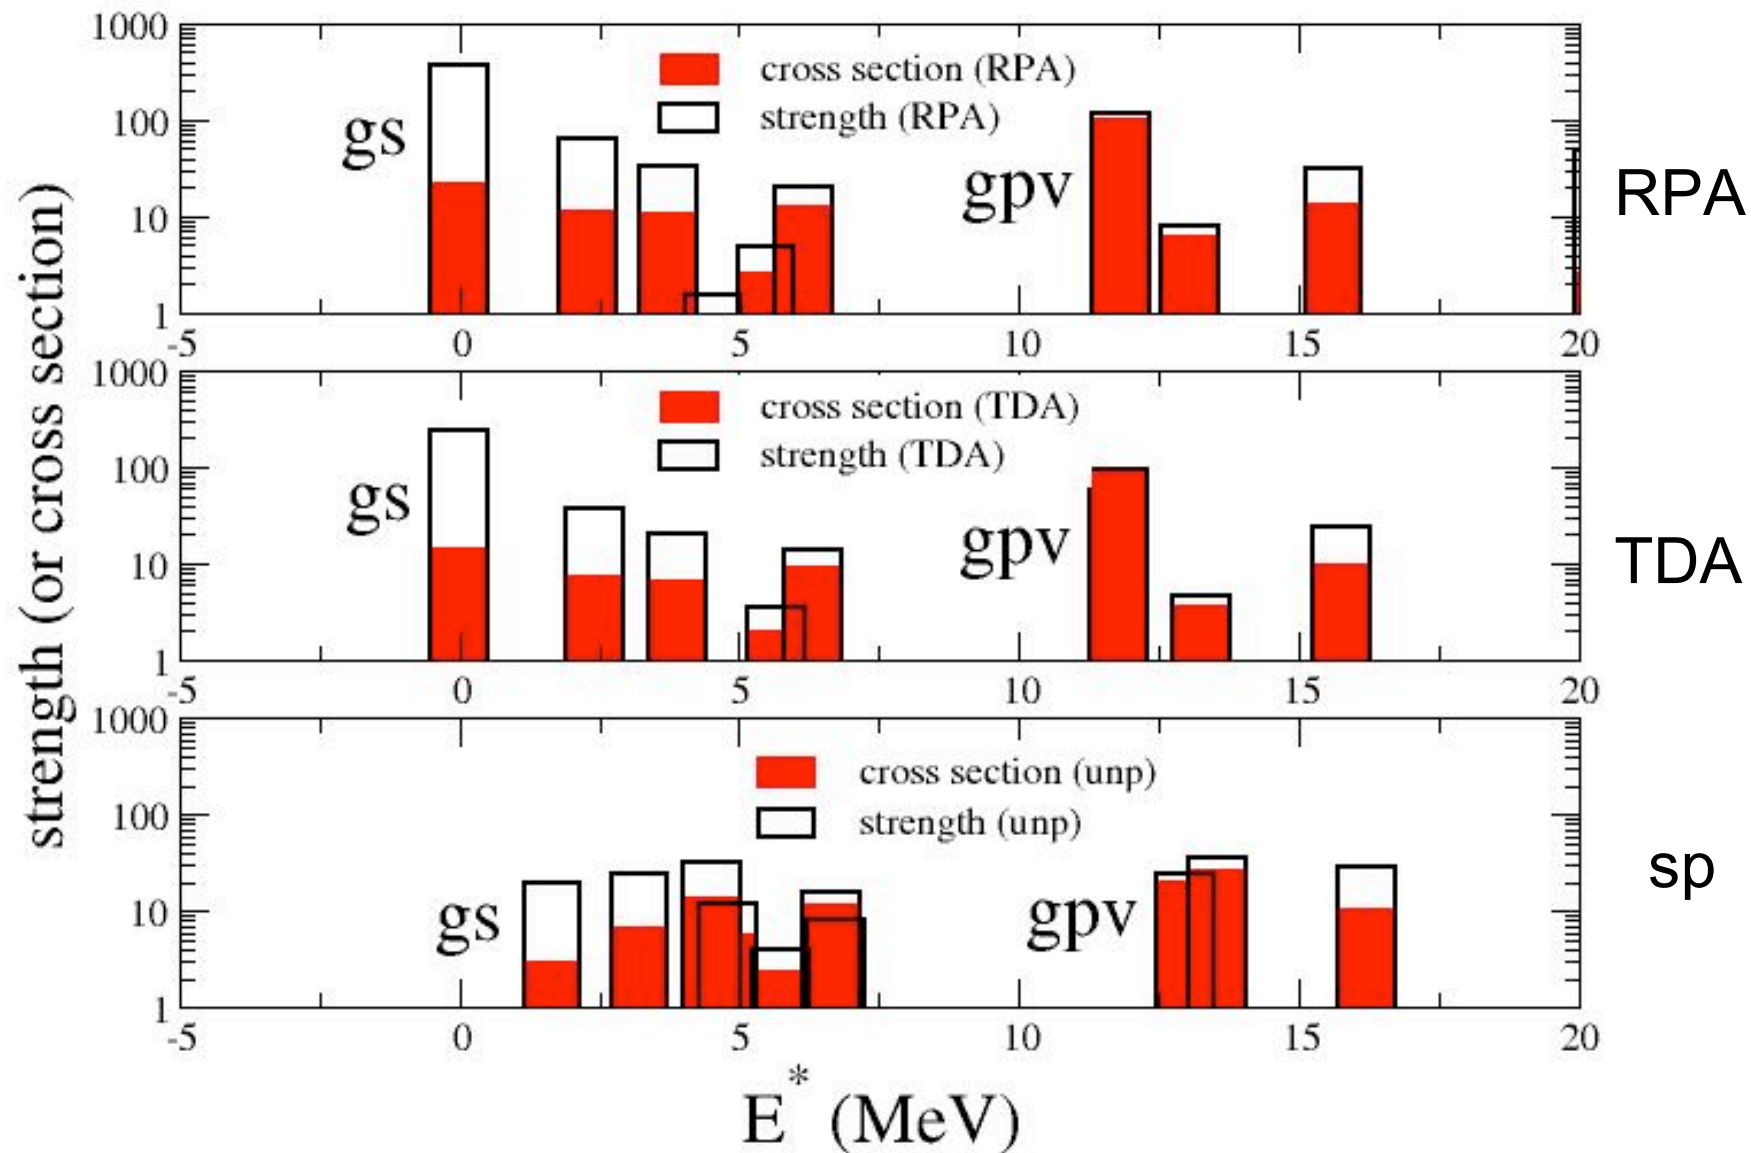 strength (or cross section)
1000
100
10
1
cross section (RPA)
strength (RPA)
gs
gpv
RPA
-5 0 5 10 15 20
1000
100
10
1
cross section (TDA)
strength (TDA)
gs
gpv
TDA
-5 0 5 10 15 20
1000
100
10
1
cross section (unp)
strength (unp)
gs
gpv
sp
-5 0 5 10 15 20
E* (MeV)